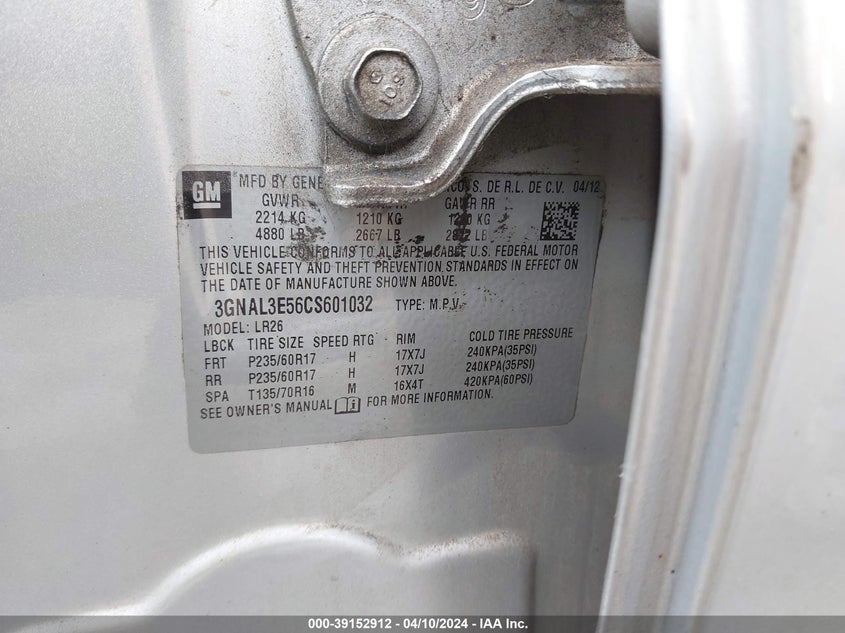 GM
MFD BY GENE S. DE R.L. DE C.V. 04/12
GVWR GAWR RR
2214 KG 1210 KG KG
4880 LB 2667 LB LB
THIS VEHICLE CONFORMS TO ALL APPLICABLE U.S. FEDERAL MOTOR
VEHICLE SAFETY AND THEFT PREVENTION STANDARDS IN EFFECT ON
THE DATE OF MANUFACTURE SHOWN ABOVE.
3GNAL3E56CS601032 TYPE: M.P.V.
MODEL: LR26
LBCK TIRE SIZE SPEED RTG RIM COLD TIRE PRESSURE
FRT P235/60R17 H 17X7J 240KPA(35PSI)
RR P235/60R17 H 17X7J 240KPA(35PSI)
SPA T135/70R16 M 16X4T 420KPA(60PSI)
SEE OWNER'S MANUAL FOR MORE INFORMATION.
000-39152912 - 04/10/2024 - IAA Inc.